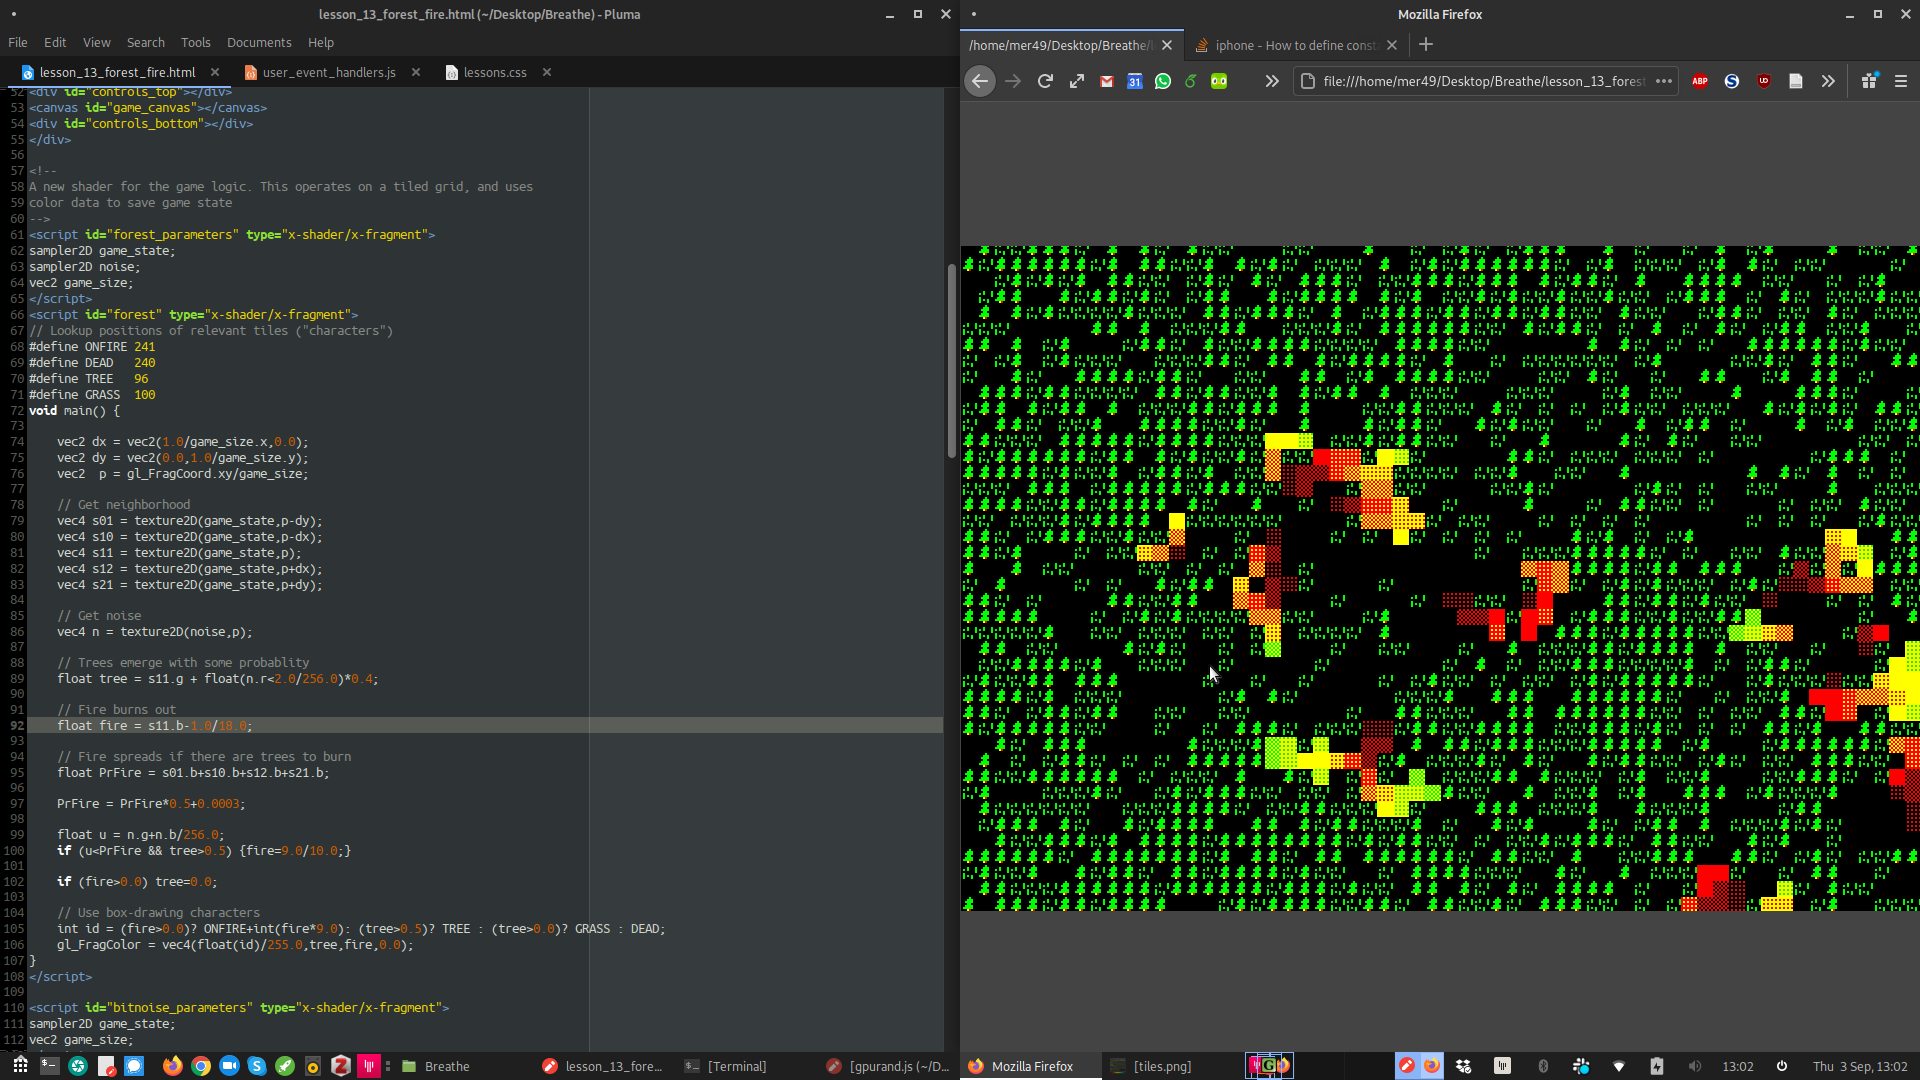 lesson_13_forest_fire.html (~/Desktop/Breathe) - Pluma
File Edit View Search Tools Documents Help
lesson_13_forest_fire.html user_event_handlers.js lessons.css
52 <div id="controls_top"></div>
53 <canvas id="game_canvas"></canvas>
54 <div id="controls_bottom"></div>
55 </div>
56
57 <!--
58 A new shader for the game logic. This operates on a tiled grid, and uses
59 color data to save game state
60 -->
61 <script id="forest_parameters" type="x-shader/x-fragment">
62 sampler2D game_state;
63 sampler2D noise;
64 vec2 game_size;
65 </script>
66 <script id="forest" type="x-shader/x-fragment">
67 // Lookup positions of relevant tiles ("characters")
68 #define ONFIRE 241
69 #define DEAD   240
70 #define TREE   96
71 #define GRASS  100
72 void main() {
73
74     vec2 dx = vec2(1.0/game_size.x,0.0);
75     vec2 dy = vec2(0.0,1.0/game_size.y);
76     vec2  p = gl_FragCoord.xy/game_size;
77
78     // Get neighborhood
79     vec4 s01 = texture2D(game_state,p-dy);
80     vec4 s10 = texture2D(game_state,p-dx);
81     vec4 s11 = texture2D(game_state,p);
82     vec4 s12 = texture2D(game_state,p+dx);
83     vec4 s21 = texture2D(game_state,p+dy);
84
85     // Get noise
86     vec4 n = texture2D(noise,p);
87
88     // Trees emerge with some probablity
89     float tree = s11.g + float(n.r<2.0/256.0)*0.4;
90
91     // Fire burns out
92     float fire = s11.b-1.0/18.0;
93
94     // Fire spreads if there are trees to burn
95     float PrFire = s01.b+s10.b+s12.b+s21.b;
96
97     PrFire = PrFire*0.5+0.0003;
98
99     float u = n.g+n.b/256.0;
100     if (u<PrFire && tree>0.5) {fire=9.0/10.0;}
101
102     if (fire>0.0) tree=0.0;
103
104     // Use box-drawing characters
105     int id = (fire>0.0)? ONFIRE+int(fire*9.0): (tree>0.5)? TREE : (tree>0.0)? GRASS : DEAD;
106     gl_FragColor = vec4(float(id)/255.0,tree,fire,0.0);
107 }
108 </script>
109
110 <script id="bitnoise_parameters" type="x-shader/x-fragment">
111 sampler2D game_state;
112 vec2 game_size;
Mozilla Firefox
/home/mer49/Desktop/Breathe/l iphone - How to define const
31 file:///home/mer49/Desktop/Breathe/lesson_13_forest ABP
Breathe lesson_13_fore... [Terminal] [gpurand.js (~/D... Mozilla Firefox [tiles.png] 13:02 Thu 3 Sep, 13:02